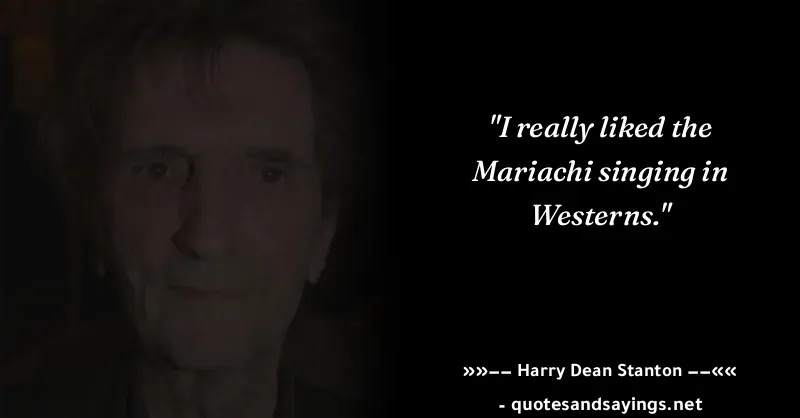 "I really liked the
Mariachi singing in
Westerns."
»»–– Harry Dean Stanton ––««
- quotesandsayings.net